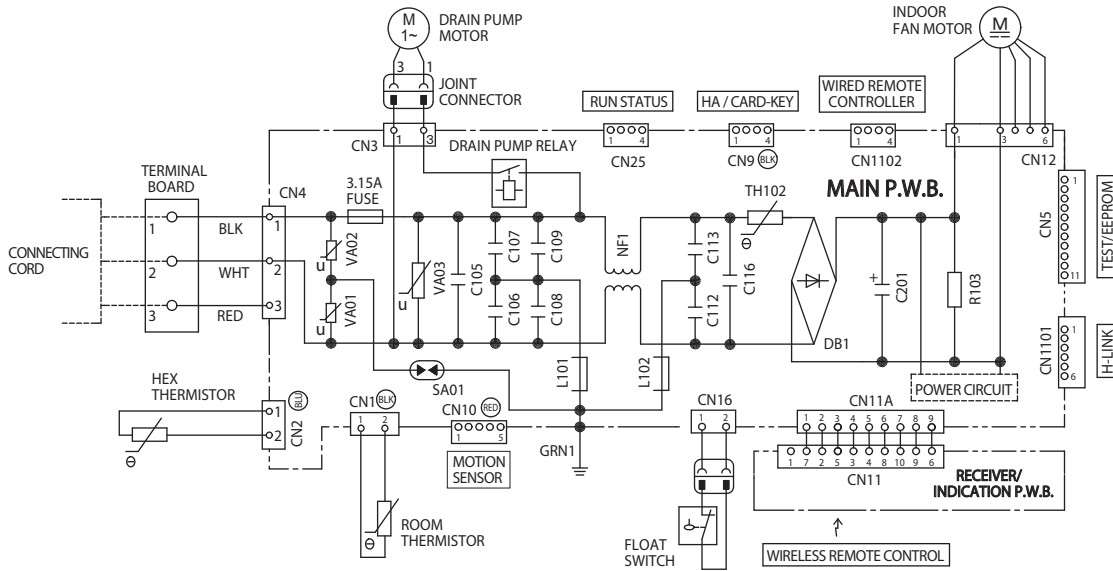 INDOOR
FAN MOTOR
M
M
1~
DRAIN PUMP
MOTOR
3 1
JOINT
CONNECTOR
RUN STATUS
HA / CARD-KEY
WIRED REMOTE
CONTROLLER
1 3
CN3
1 4
CN25
1 4
CN9 BLK
1 4
CN1102
1 3 6
CN12
DRAIN PUMP RELAY
TERMINAL
BOARD
CN4
3.15A
FUSE
TH102
θ
MAIN P.W.B.
CN5
1
11
TEST/EEPROM
CONNECTING
CORD
1
BLK
1
2
WHT
2
3
RED
3
u
VA02
u
VA01
u
VA03
C105
C107
C109
C106
C108
NF1
C113
C112
C116
DB1
+
C201
R103
CN1101
1
6
H-LINK
SA01
L101
L102
POWER CIRCUIT
HEX
THERMISTOR
θ
BLU
1
2
CN2
CN1 BLK
1 2
CN10 RED
1 5
MOTION
SENSOR
GRN1
CN16
1 2
CN11A
1 2 3 4 5 6 7 8 9
1 7 2 5 3 4 8 10 9 6
CN11
RECEIVER/
INDICATION P.W.B.
θ
ROOM
THERMISTOR
FLOAT
SWITCH
WIRELESS REMOTE CONTROL